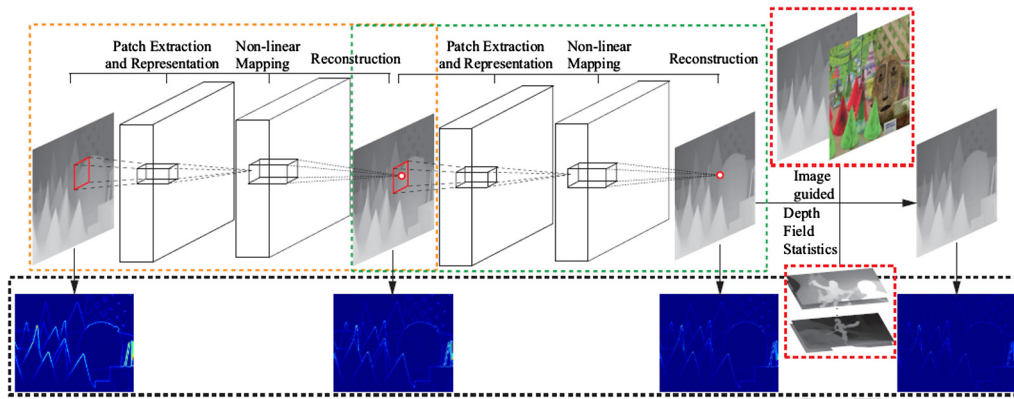 Patch Extraction
and Representation
Non-linear
Mapping
Reconstruction
Patch Extraction
and Representation
Non-linear
Mapping
Reconstruction
Image
guided
Depth
Field
Statistics